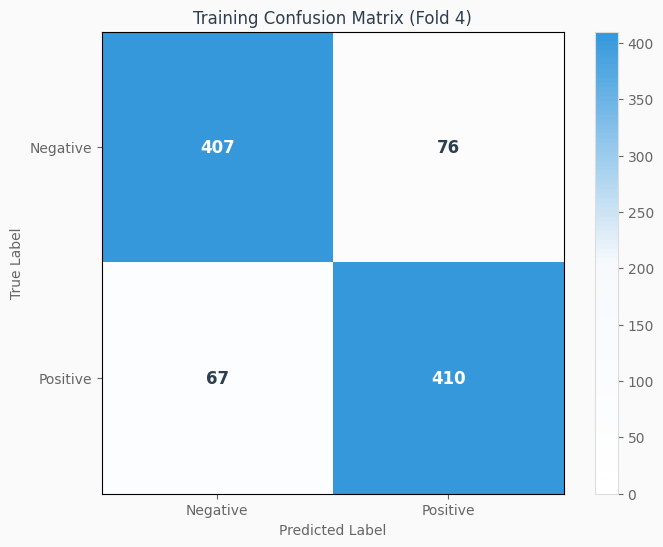 Training Confusion Matrix (Fold 4)
True Label
Negative
407
76
Positive
67
410
Negative
Positive
Predicted Label
400
350
300
250
200
150
100
50
0